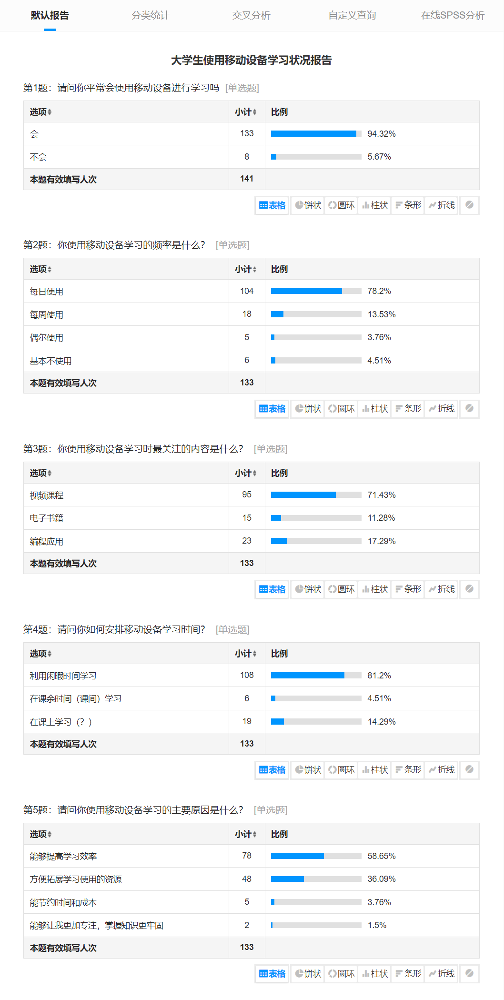 默认报告 分类统计 交叉分析 自定义查询 在线SPSS分析
大学生使用移动设备学习状况报告
第1题：请问你平常会使用移动设备进行学习吗 [单选题]
选项 小计 比例
会 133 94.32%
不会 8 5.67%
本题有效填写人次 141
表格 饼状 圆环 柱状 条形 折线
第2题：你使用移动设备学习的频率是什么？ [单选题]
选项 小计 比例
每日使用 104 78.2%
每周使用 18 13.53%
偶尔使用 5 3.76%
基本不使用 6 4.51%
本题有效填写人次 133
表格 饼状 圆环 柱状 条形 折线
第3题：你使用移动设备学习时最关注的内容是什么？ [单选题]
选项 小计 比例
视频课程 95 71.43%
电子书籍 15 11.28%
编程应用 23 17.29%
本题有效填写人次 133
表格 饼状 圆环 柱状 条形 折线
第4题：请问你如何安排移动设备学习时间？ [单选题]
选项 小计 比例
利用闲暇时间学习 108 81.2%
在课余时间（课间）学习 6 4.51%
在课上学习（？） 19 14.29%
本题有效填写人次 133
表格 饼状 圆环 柱状 条形 折线
第5题：请问你使用移动设备学习的主要原因是什么？ [单选题]
选项 小计 比例
能够提高学习效率 78 58.65%
方便拓展学习使用的资源 48 36.09%
能节约时间和成本 5 3.76%
能够让我更加专注，掌握知识更牢固 2 1.5%
本题有效填写人次 133
表格 饼状 圆环 柱状 条形 折线